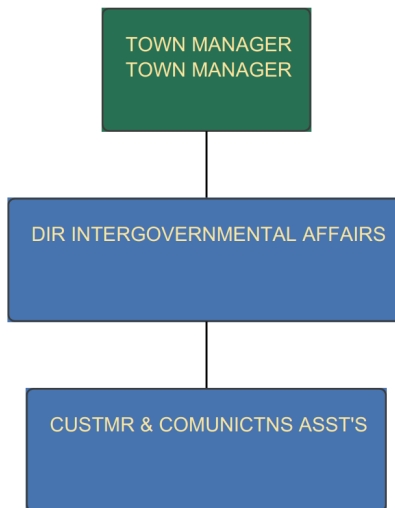 TOWN MANAGER
TOWN MANAGER
DIR INTERGOVERNMENTAL AFFAIRS
CUSTMR & COMUNICTNS ASST'S